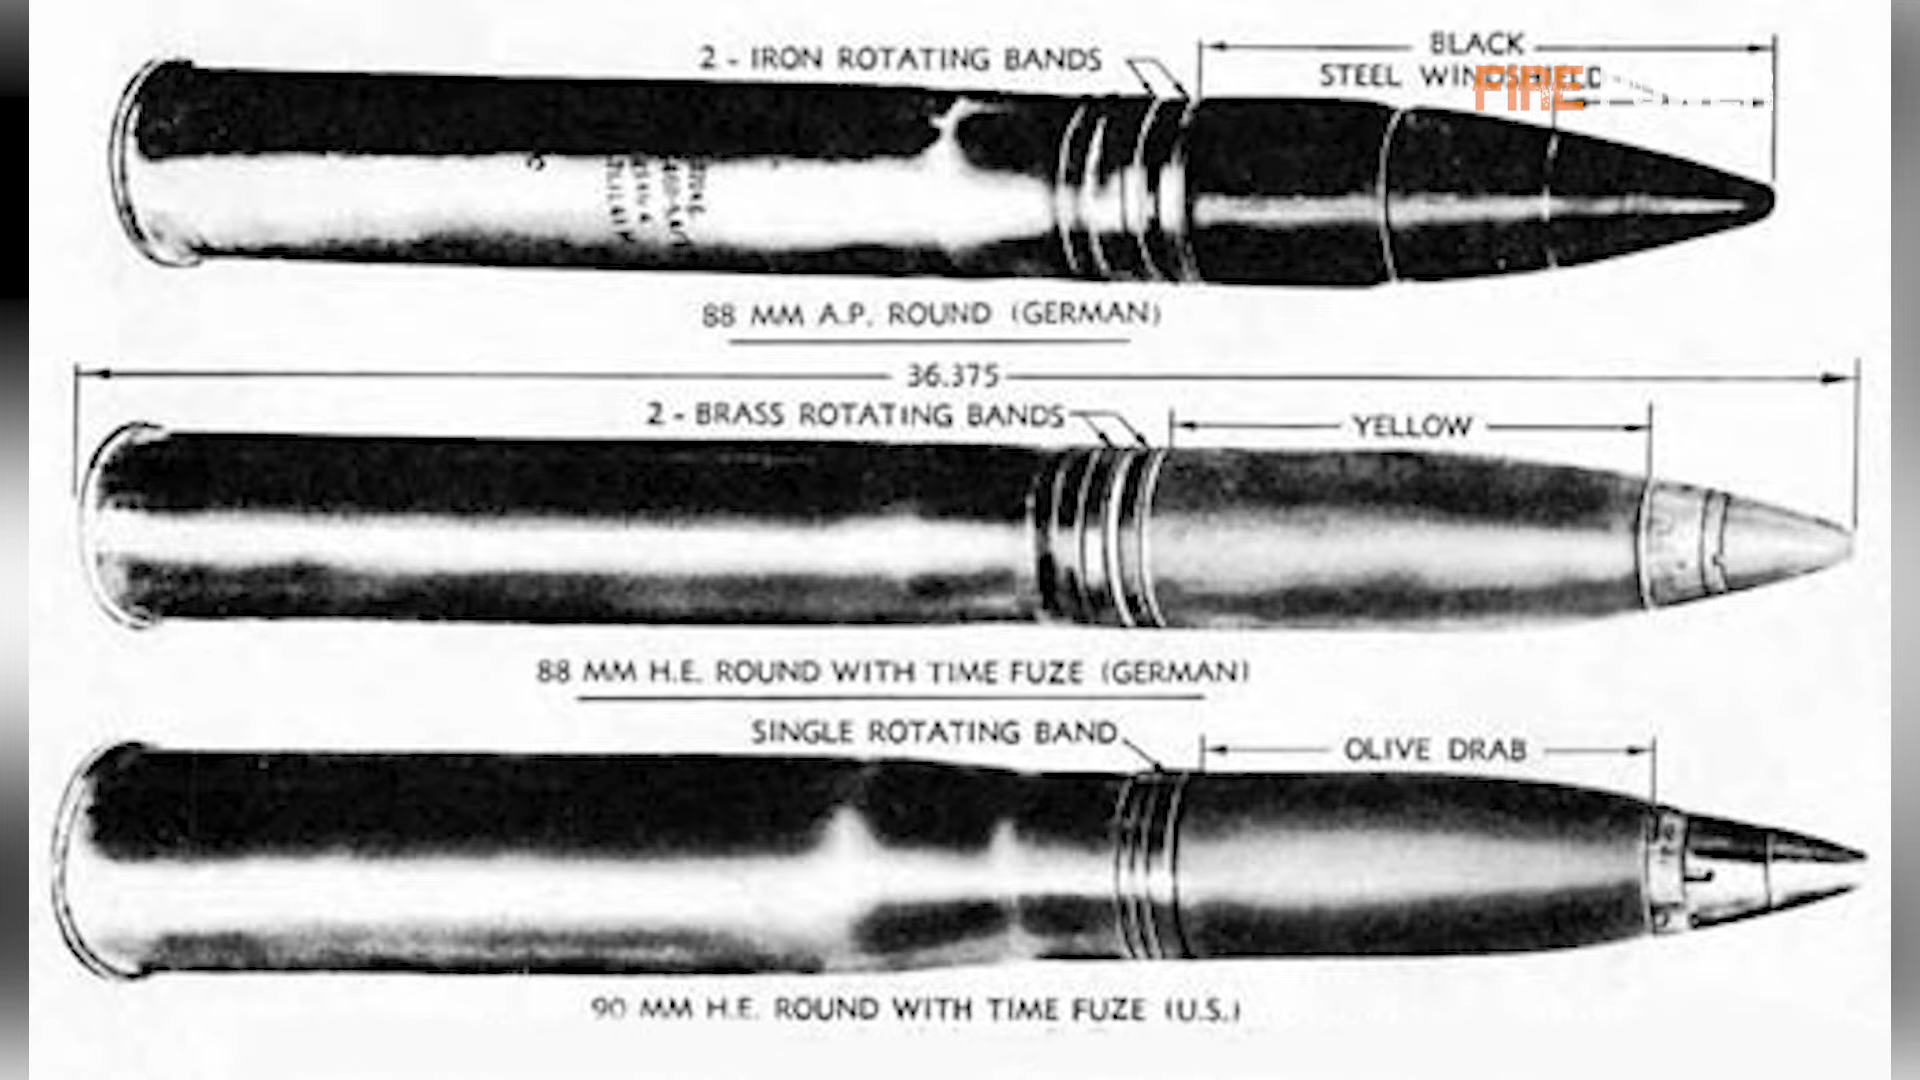 2 - IRON ROTATING BANDS
BLACK
STEEL WINDSHIELD
FIRE
88 MM A.P. ROUND (GERMAN)
36.375
2 - BRASS ROTATING BANDS
YELLOW
88 MM H.E. ROUND WITH TIME FUZE (GERMAN)
SINGLE ROTATING BAND
OLIVE DRAB
90 MM H.E. ROUND WITH TIME FUZE (U.S.)